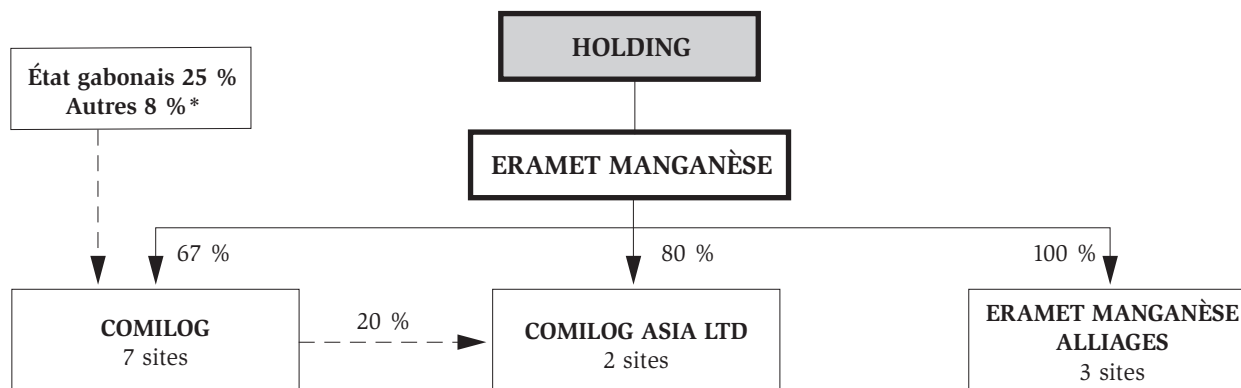 HOLDING
État gabonais 25 %
Autres 8 %*
ERAMET MANGANÈSE
67 %
80 %
100 %
COMILOG
7 sites
20 %
COMILOG ASIA LTD
2 sites
ERAMET MANGANÈSE
ALLIAGES
3 sites